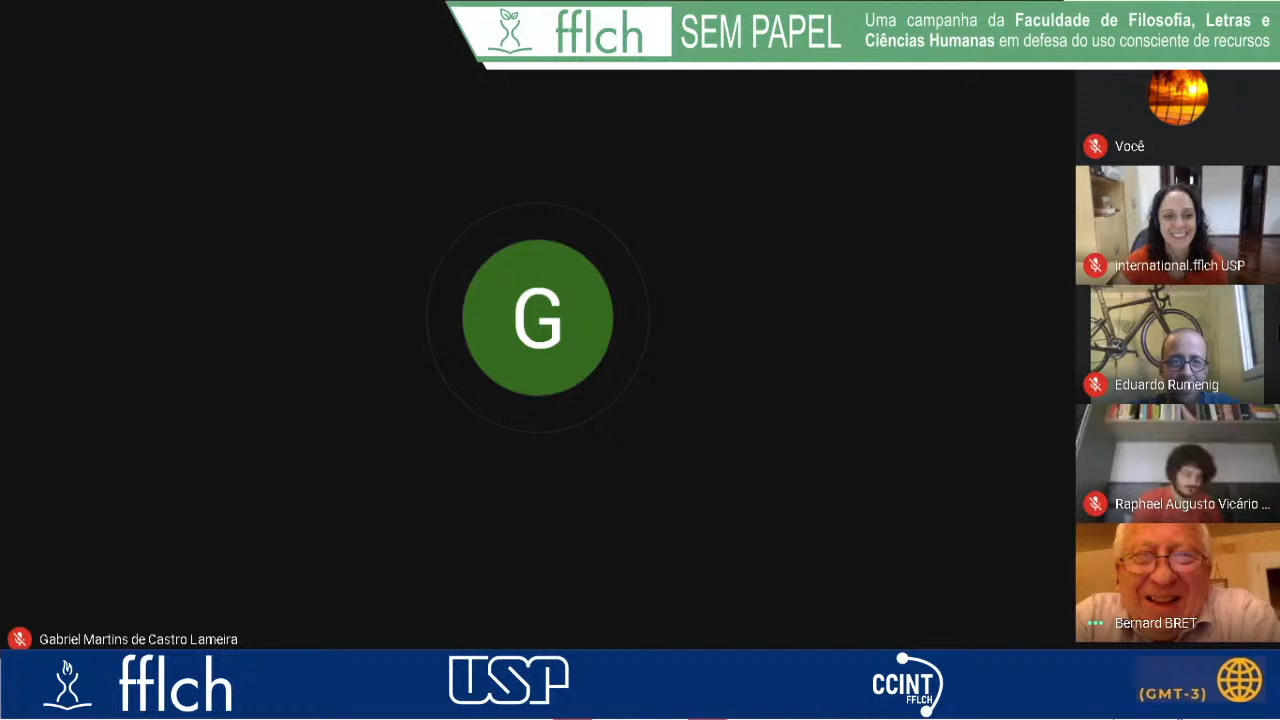 fflch
SEM PAPEL
Uma campanha da Faculdade de Filosofia, Letras e
Ciências Humanas em defesa do uso consciente de recursos
Você
international.fflch USP
Eduardo Rumenig
Raphael Augusto Vicário ...
Bernard BRET
G
Gabriel Martins de Castro Lameira
fflch
USP
CCINT
FFLCH
(GMT-3)